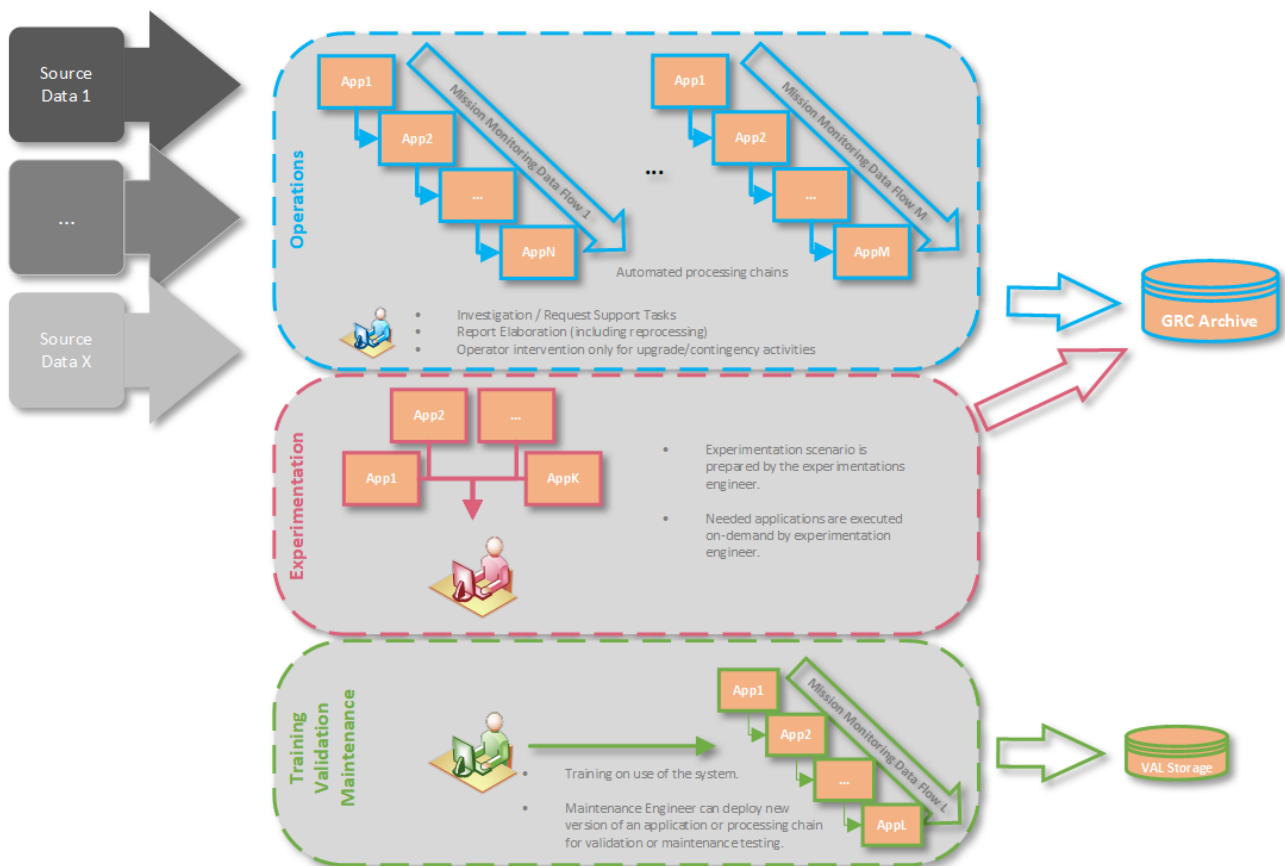 Source
Data 1
...
Source
Data X
Operations
App1
App2
...
AppN
Mission Monitoring Data Flow 1
...
App1
App2
...
AppM
Mission Monitoring Data Flow M
Automated processing chains
• Investigation / Request Support Tasks
• Report Elaboration (including reprocessing)
• Operator intervention only for upgrade/contingency activities
GRC Archive
Experimentation
App2
...
App1
AppK
• Experimentation scenario is
prepared by the experimentations
engineer.
• Needed applications are executed
on-demand by experimentation
engineer.
Training
Validation
Maintenance
App1
App2
...
AppL
Mission Monitoring Data Flow L
• Training on use of the system.
• Maintenance Engineer can deploy new
version of an application or processing chain
for validation or maintenance testing.
VAL Storage